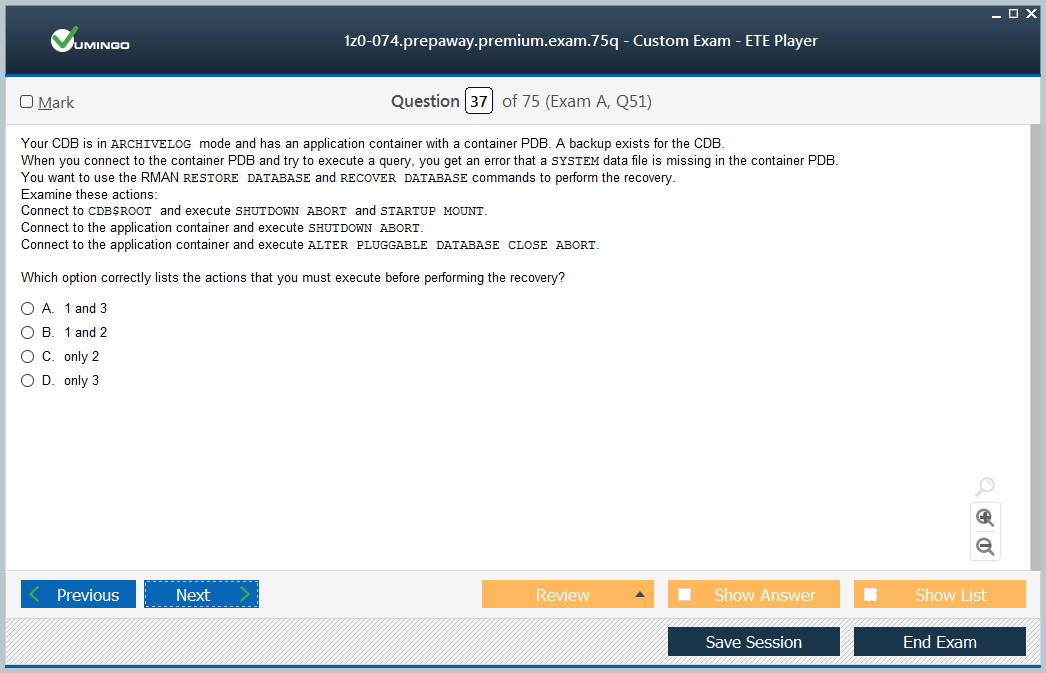 1z0-074.prepaway.premium.exam.75q - Custom Exam - ETE Player
VUMINGO
Mark
Question 37 of 75 (Exam A, Q51)
Your CDB is in ARCHIVELOG mode and has an application container with a container PDB. A backup exists for the CDB.
When you connect to the container PDB and try to execute a query, you get an error that a SYSTEM data file is missing in the container PDB.
You want to use the RMAN RESTORE DATABASE and RECOVER DATABASE commands to perform the recovery.
Examine these actions:
Connect to CDB$ROOT and execute SHUTDOWN ABORT and STARTUP MOUNT.
Connect to the application container and execute SHUTDOWN ABORT.
Connect to the application container and execute ALTER PLUGGABLE DATABASE CLOSE ABORT.
Which option correctly lists the actions that you must execute before performing the recovery?
A. 1 and 3
B. 1 and 2
C. only 2
D. only 3
Previous
Next
Review
Show Answer
Show List
Save Session
End Exam